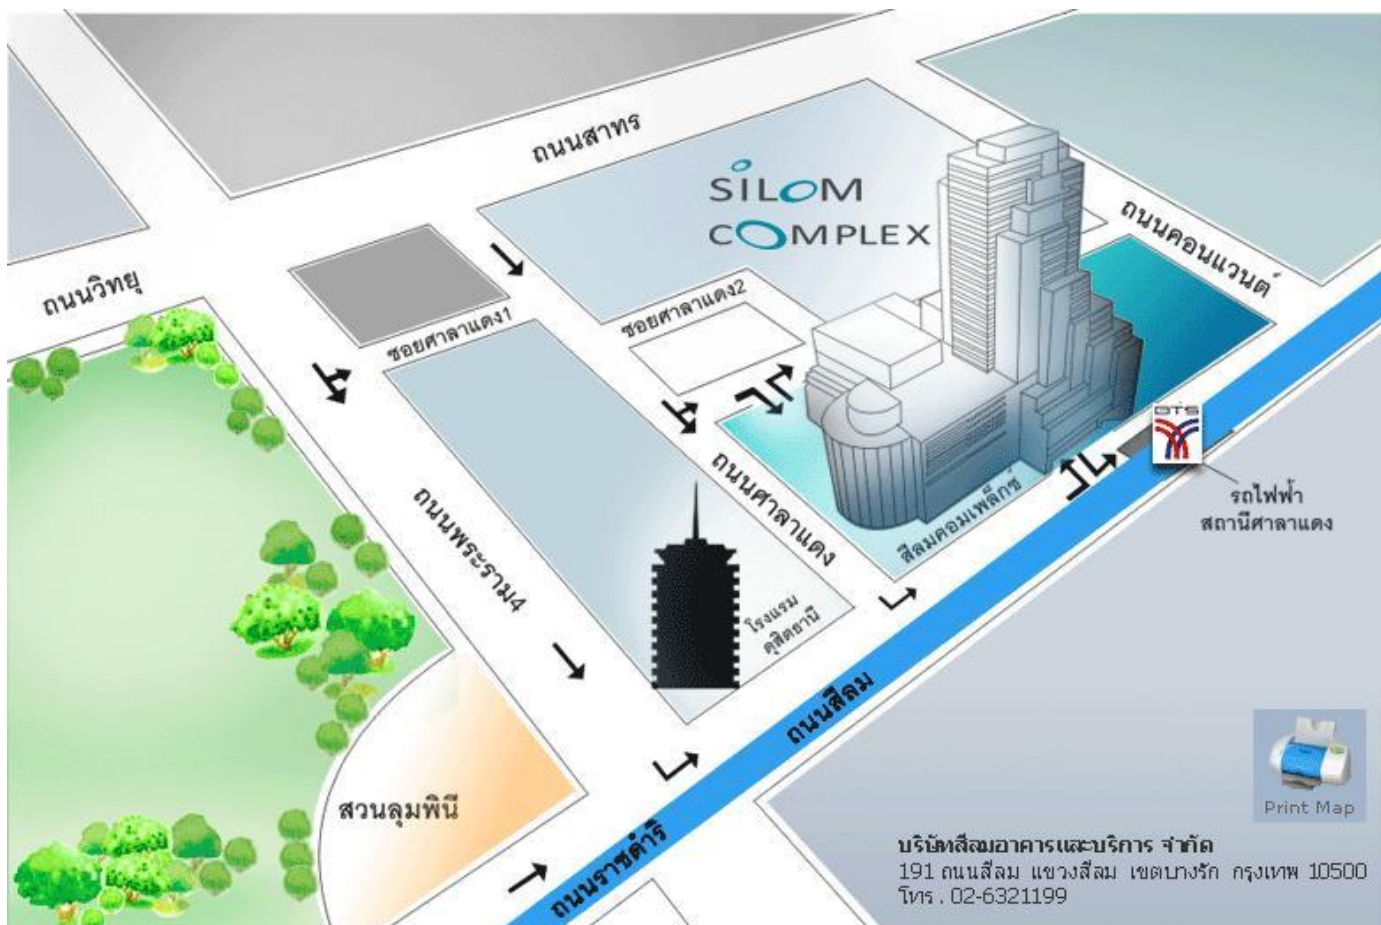 ถนนสาทร
SILOM
COMPLEX
ถนนคอนแวนต์
ถนนวิทยุ
ซอยศาลาแดง1
ซอยศาลาแดง2
BTS
รถไฟฟ้า
สถานีศาลาแดง
ถนนศาลาแดง
สีลมคอมเพล็กซ์
ถนนพระราม4
โรงแรม
ดุสิตธานี
ถนนสีลม
สวนลุมพินี
ถนนราชดำริ
Print Map
บริษัทสีลมอาคารและบริการ จำกัด
191 ถนนสีลม แขวงสีลม เขตบางรัก กรุงเทพ 10500
โทร . 02-6321199